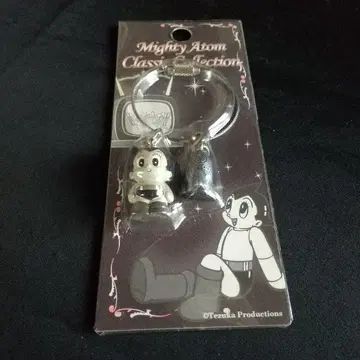 Mighty Atom
Classic Collection
©Tezuka Productions